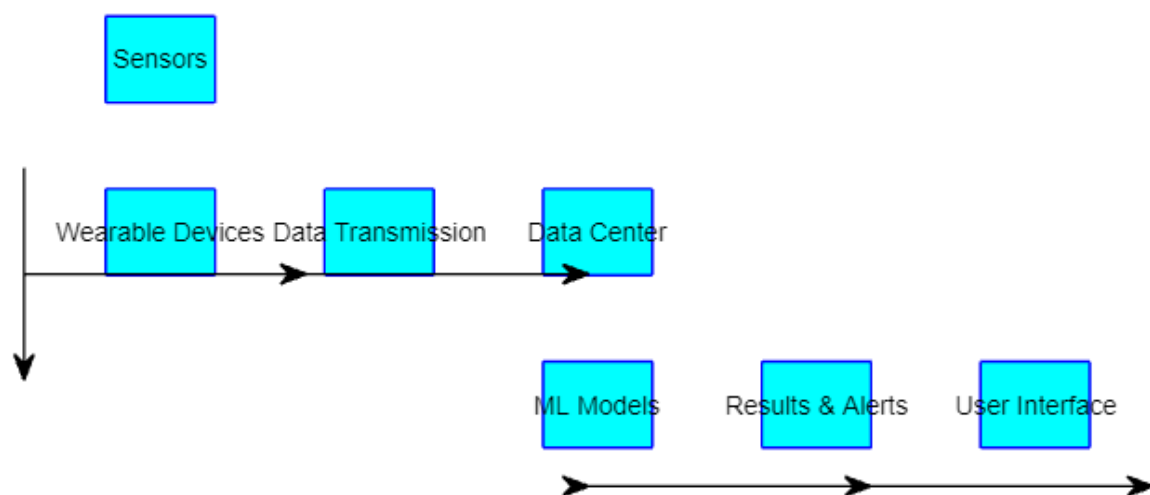 Sensors
Wearable Devices Data Transmission Data Center
ML Models Results & Alerts User Interface